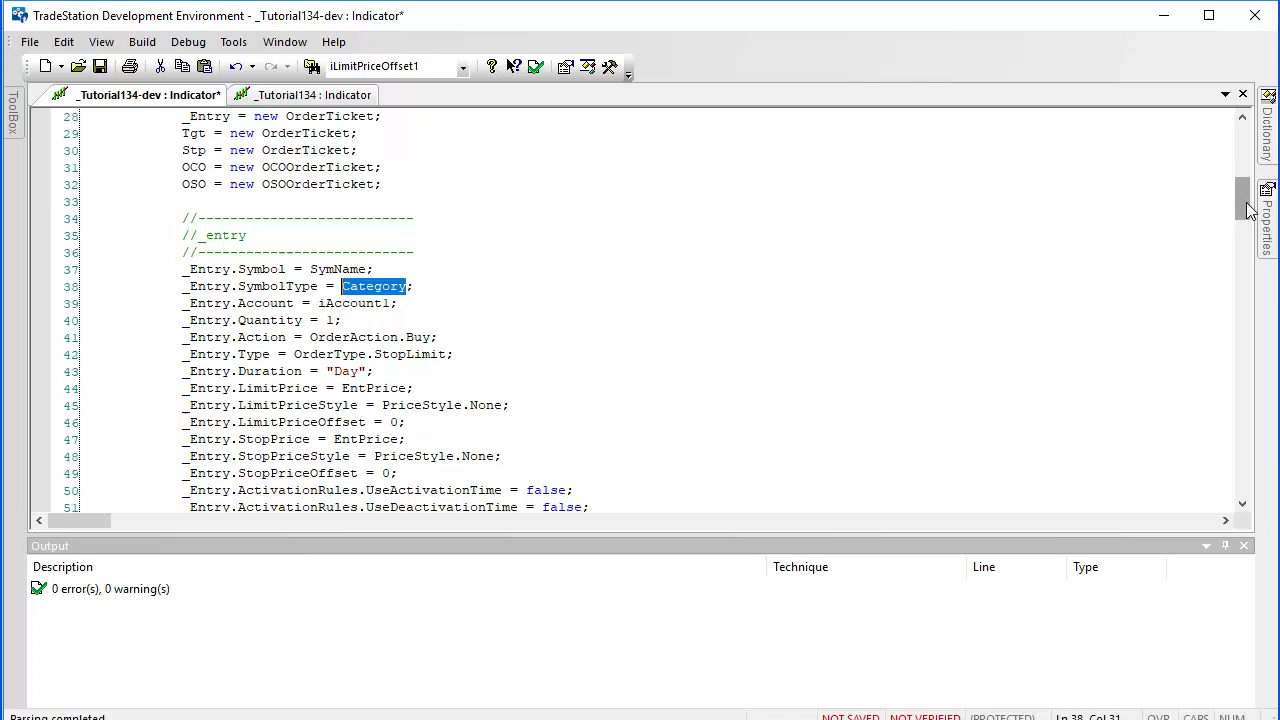 TradeStation Development Environment - _Tutorial134-dev : Indicator*
File Edit View Build Debug Tools Window Help
iLimitPriceOffset1
_Tutorial134-dev : Indicator* _Tutorial134 : Indicator
ToolBox
Dictionary
Properties
28 _Entry = new OrderTicket;
29 Tgt = new OrderTicket;
30 Stp = new OrderTicket;
31 OCO = new OCOOrderTicket;
32 OSO = new OSOOrderTicket;
33
34 //---------------------------
35 //_entry
36 //---------------------------
37 _Entry.Symbol = SymName;
38 _Entry.SymbolType = Category;
39 _Entry.Account = iAccount1;
40 _Entry.Quantity = 1;
41 _Entry.Action = OrderAction.Buy;
42 _Entry.Type = OrderType.StopLimit;
43 _Entry.Duration = "Day";
44 _Entry.LimitPrice = EntPrice;
45 _Entry.LimitPriceStyle = PriceStyle.None;
46 _Entry.LimitPriceOffset = 0;
47 _Entry.StopPrice = EntPrice;
48 _Entry.StopPriceStyle = PriceStyle.None;
49 _Entry.StopPriceOffset = 0;
50 _Entry.ActivationRules.UseActivationTime = false;
51 _Entry.ActivationRules.UseDeactivationTime = false;
Output
Description Technique Line Type
0 error(s), 0 warning(s)
Parsing completed NOT SAVED NOT VERIFIED (PROTECTED) Ln 38, Col 31 OVR CAPS NUM